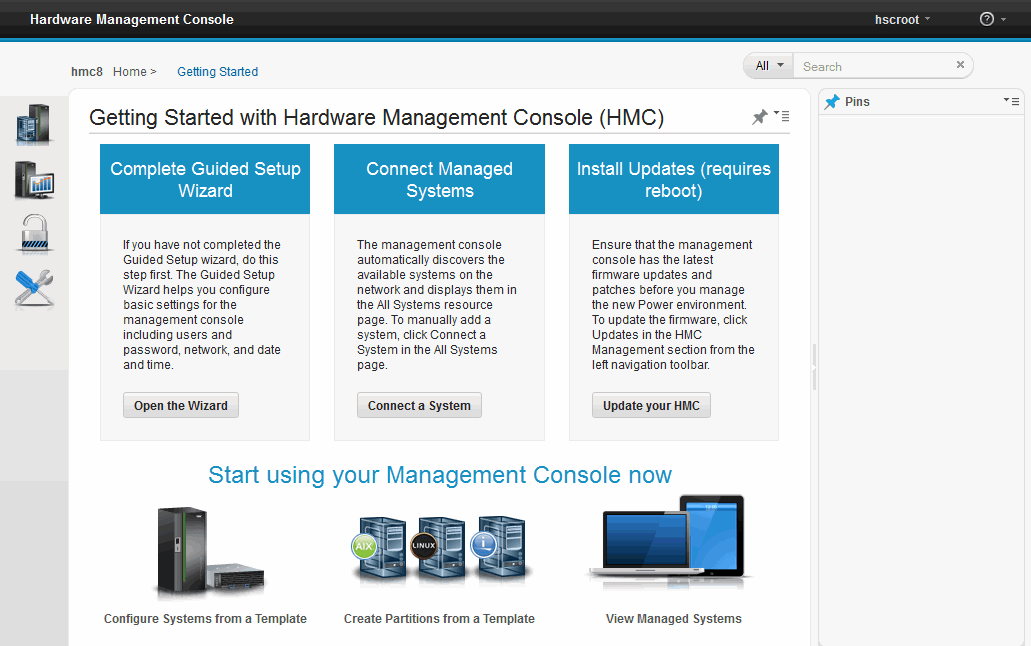 Hardware Management Console
hscroot
?
hmc8 Home > Getting Started
All
Search
Pins
Getting Started with Hardware Management Console (HMC)
Complete Guided Setup
Wizard
If you have not completed the
Guided Setup wizard, do this
step first. The Guided Setup
Wizard helps you configure
basic settings for the
management console
including users and
password, network, and date
and time.
Open the Wizard
Connect Managed
Systems
The management console
automatically discovers the
available systems on the
network and displays them in
the All Systems resource
page. To manually add a
system, click Connect a
System in the All Systems
page.
Connect a System
Install Updates (requires
reboot)
Ensure that the management
console has the latest
firmware updates and
patches before you manage
the new Power environment.
To update the firmware, click
Updates in the HMC
Management section from the
left navigation toolbar.
Update your HMC
Start using your Management Console now
AIX
LINUX
i
Configure Systems from a Template
Create Partitions from a Template
View Managed Systems